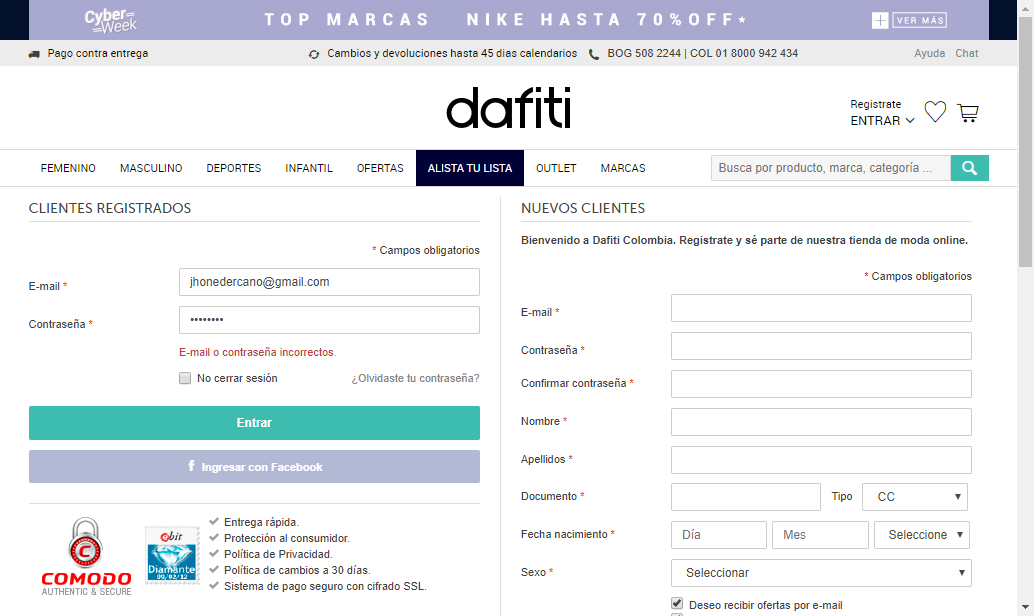 Cyber Week
TOP MARCAS NIKE HASTA 70%OFF*
VER MÁS
Pago contra entrega
Cambios y devoluciones hasta 45 dias calendarios
BOG 508 2244 | COL 01 8000 942 434
Ayuda Chat
dafiti
Registrate
ENTRAR
FEMENINO MASCULINO DEPORTES INFANTIL OFERTAS ALISTA TU LISTA OUTLET MARCAS
Busca por producto, marca, categoría ...
CLIENTES REGISTRADOS
* Campos obligatorios
E-mail *
jhonedercano@gmail.com
Contraseña *
••••••••
E-mail o contraseña incorrectos.
No cerrar sesión
¿Olvidaste tu contraseña?
Entrar
f Ingresar con Facebook
COMODO
AUTHENTIC & SECURE
ebit
Diamante
09/02/12
Entrega rápida.
Protección al consumidor.
Política de Privacidad.
Política de cambios a 30 días.
Sistema de pago seguro con cifrado SSL.
NUEVOS CLIENTES
Bienvenido a Dafiti Colombia. Registrate y sé parte de nuestra tienda de moda online.
* Campos obligatorios
E-mail *
Contraseña *
Confirmar contraseña *
Nombre *
Apellidos *
Documento *
Tipo CC
Fecha nacimiento *
Día Mes Seleccione
Sexo *
Seleccionar
Deseo recibir ofertas por e-mail